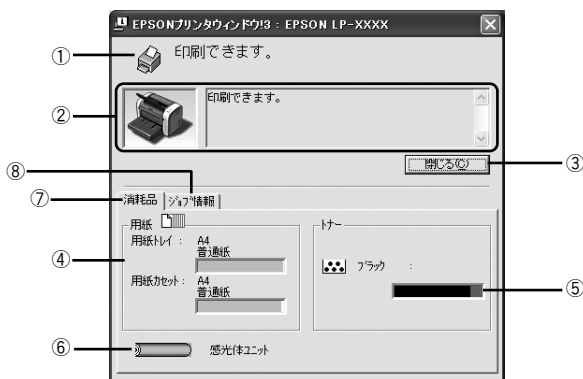 EPSONプリンタウィンドウ!3 : EPSON LP-XXXX
① 印刷できます。
② 印刷できます。
③ 閉じる(C)
⑧
⑦ 消耗品 ジョブ情報
用紙
トナー
④ 用紙トレイ : A4
普通紙
ブラック :
用紙カセット : A4
普通紙
⑤
⑥ 感光体ユニット